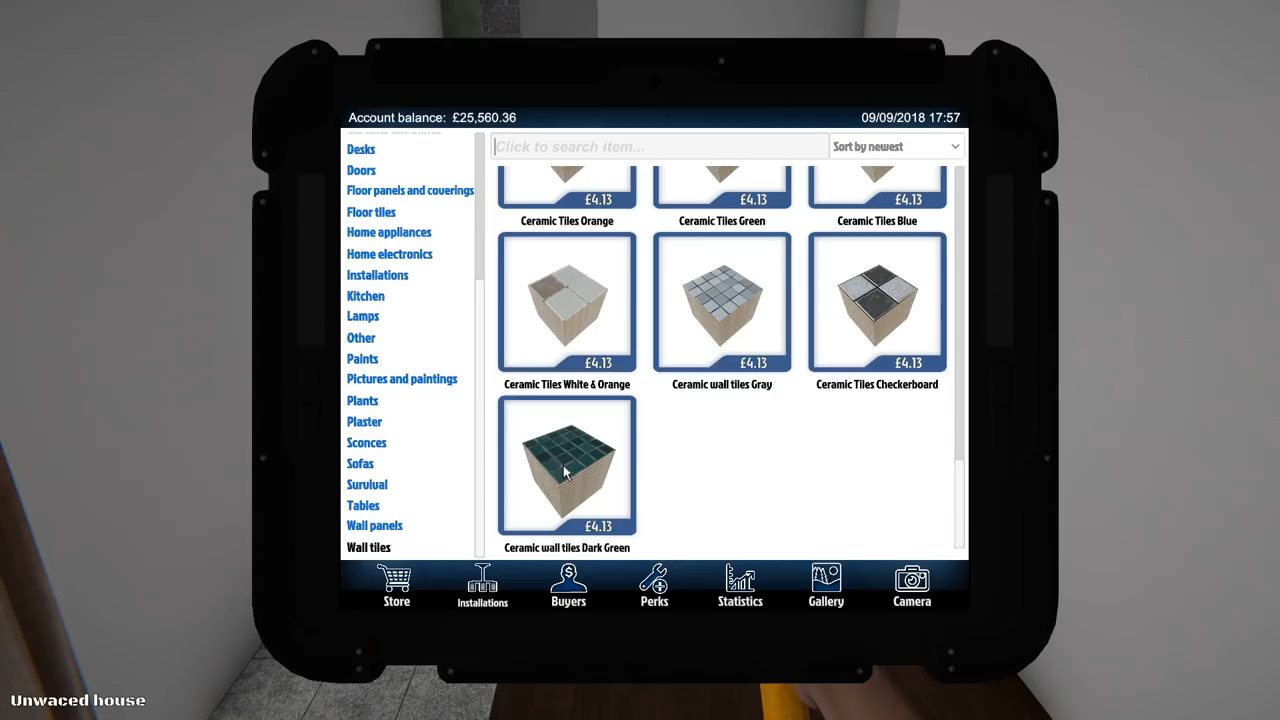 Account balance: £25,560.36
09/09/2018 17:57
Click to search item...
Sort by newest
Desks
Doors
Floor panels and coverings
Floor tiles
Home appliances
Home electronics
Installations
Kitchen
Lamps
Other
Paints
Pictures and paintings
Plants
Plaster
Sconces
Sofas
Survival
Tables
Wall panels
Wall tiles
£4.13
£4.13
£4.13
Ceramic Tiles Orange
Ceramic Tiles Green
Ceramic Tiles Blue
£4.13
£4.13
£4.13
Ceramic Tiles White & Orange
Ceramic wall tiles Gray
Ceramic Tiles Checkerboard
£4.13
Ceramic wall tiles Dark Green
Store
Installations
Buyers
Perks
Statistics
Gallery
Camera
Unwaced house